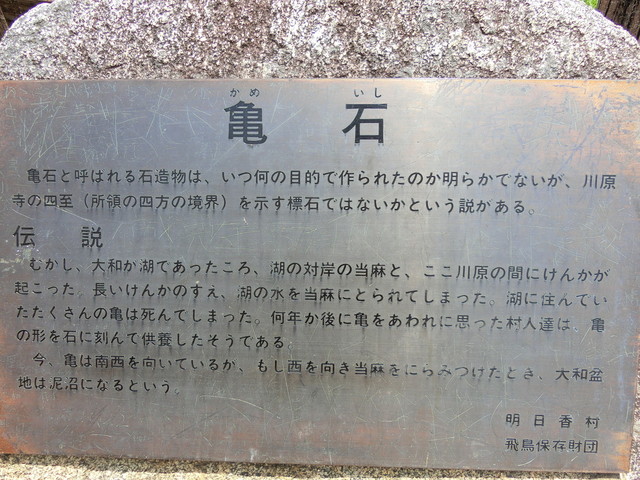 かめ いし
亀 石
亀石と呼ばれる石造物は、いつ何の目的で作られたのか明らかでないが、川原
寺の四至（所領の四方の境界）を示す標石ではないかという説がある。
伝 説
むかし、大和が湖であったころ、湖の対岸の当麻と、ここ川原の間にけんかが
起こった。長いけんかのすえ、湖の水を当麻にとられてしまった。湖に住んでい
たたくさんの亀は死んでしまった。何年か後に亀をあわれに思った村人達は、亀
の形を石に刻んで供養したそうである。
今、亀は南西を向いているが、もし西を向き当麻をにらみつけたとき、大和盆
地は泥沼になるという。
明日香村
飛鳥保存財団